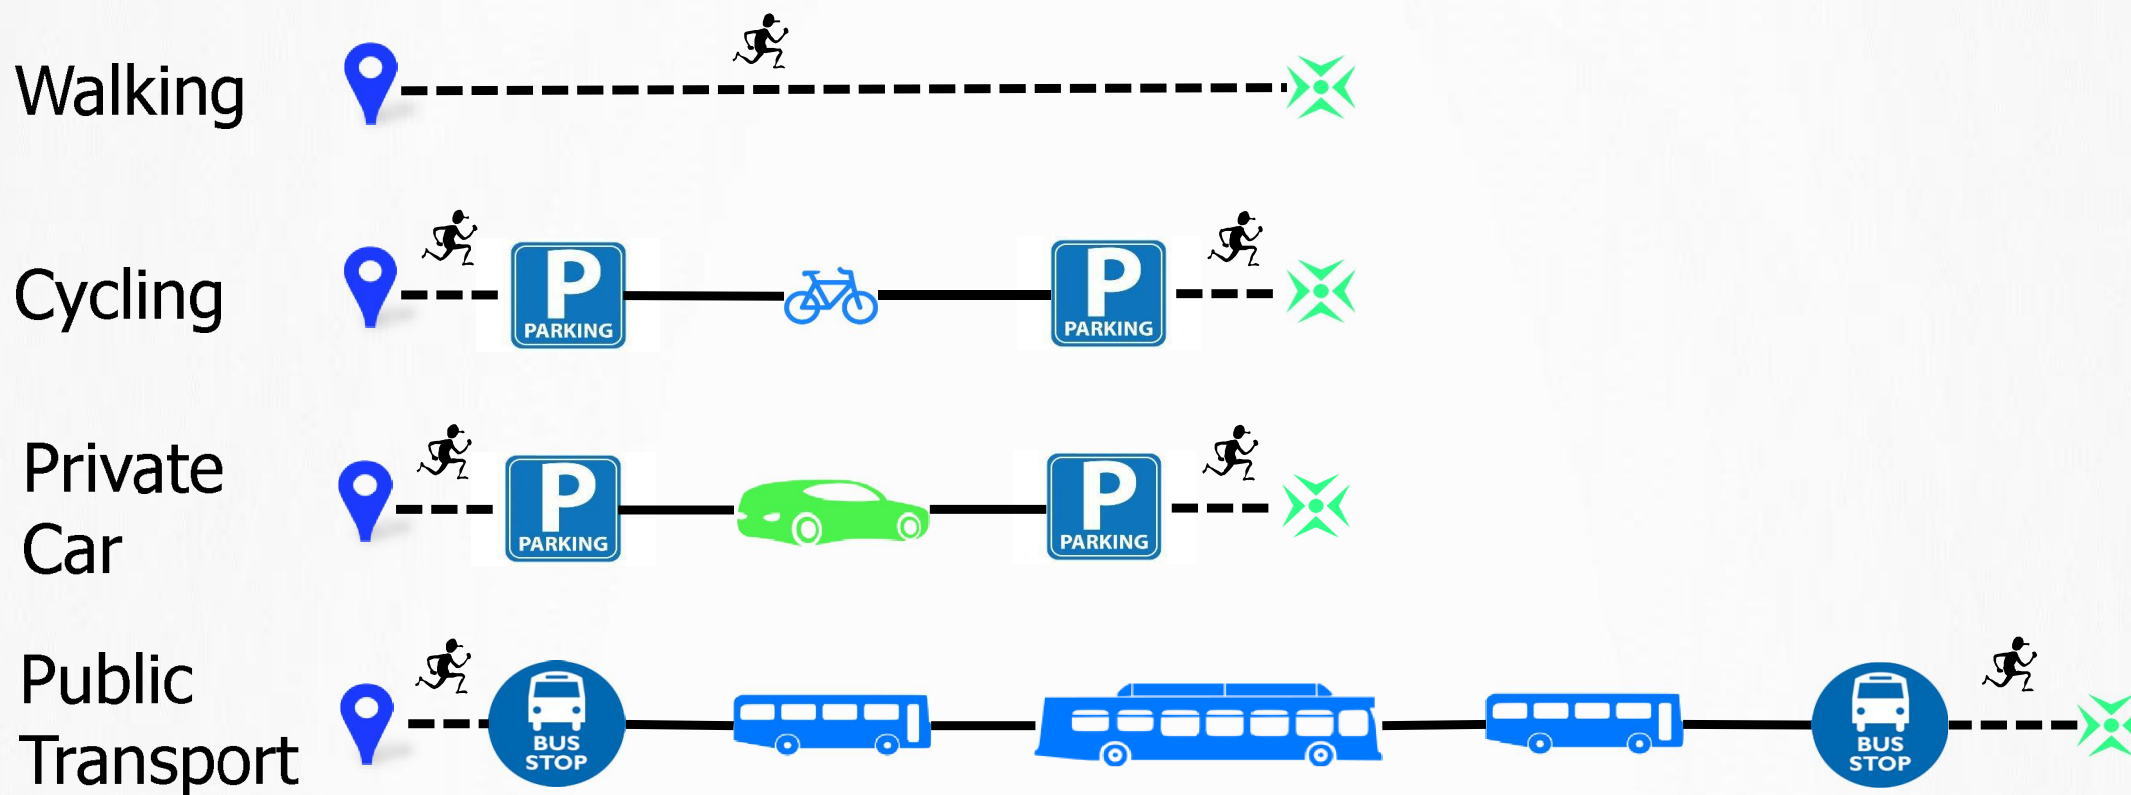 Walking
Cycling
P
PARKING
P
PARKING
Private
Car
P
PARKING
P
PARKING
Public
Transport
BUS
STOP
BUS
STOP